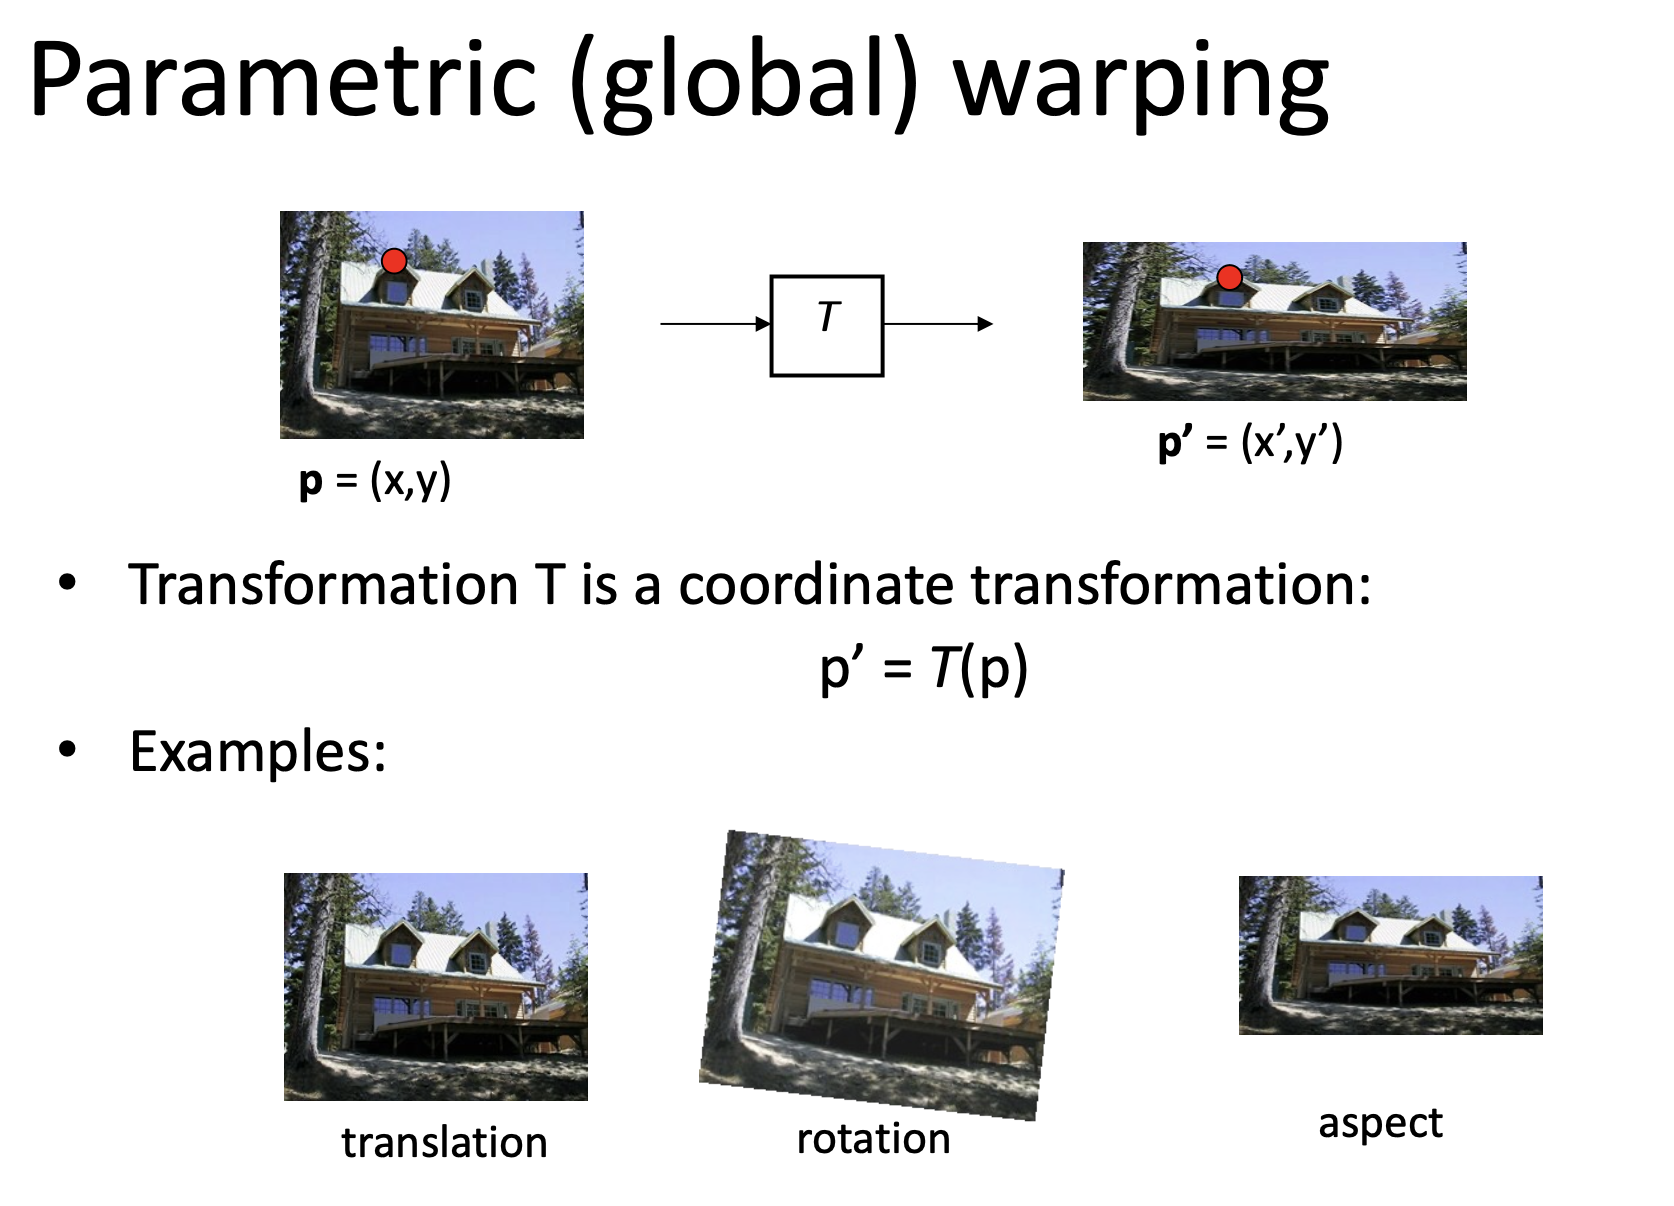 Parametric (global) warping
T
p = (x,y)
p’ = (x’,y’)
• Transformation T is a coordinate transformation:
p’ = T(p)
• Examples:
translation
rotation
aspect